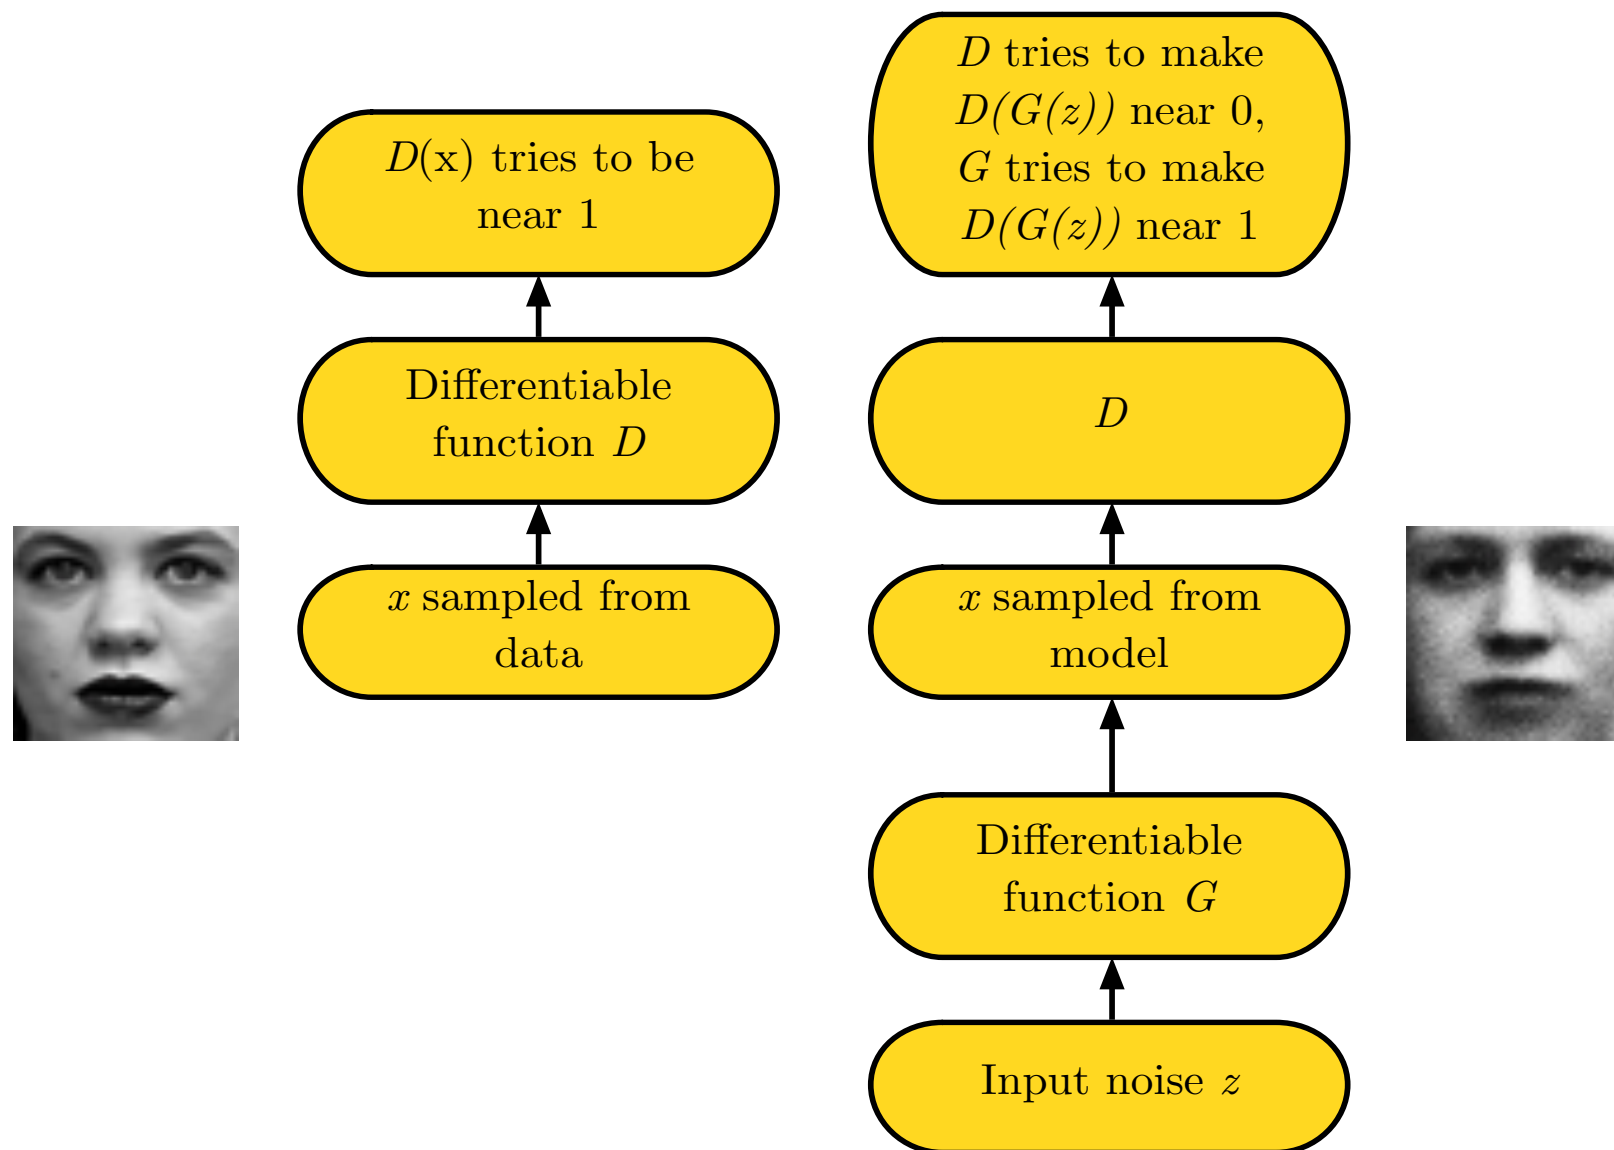 D(x) tries to be
near 1
Differentiable
function D
x sampled from
data
D tries to make
D(G(z)) near 0,
G tries to make
D(G(z)) near 1
D
x sampled from
model
Differentiable
function G
Input noise z